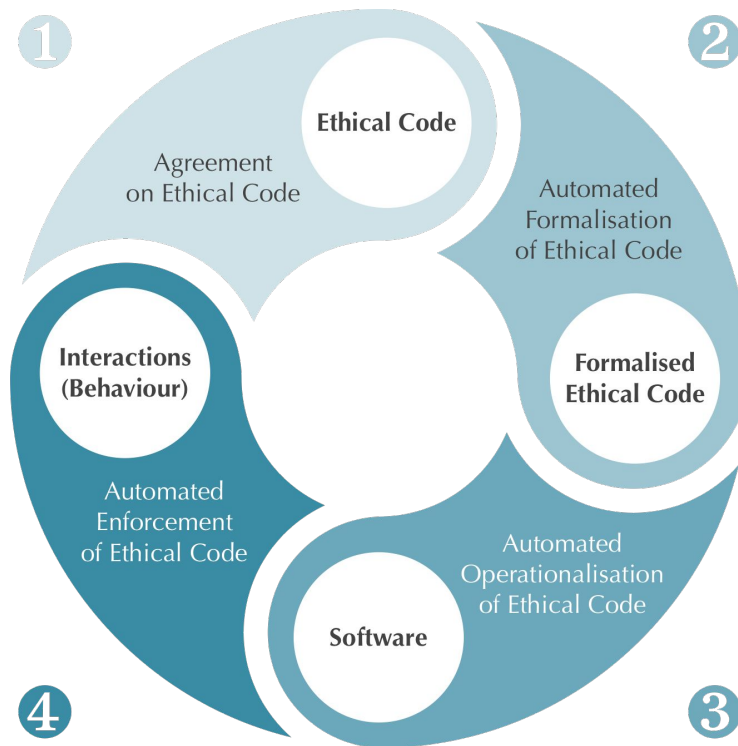 1
Ethical Code
Agreement
on Ethical Code
2
Automated
Formalisation
of Ethical Code
Formalised
Ethical Code
3
Automated
Operationalisation
of Ethical Code
Software
4
Automated
Enforcement
of Ethical Code
Interactions
(Behaviour)